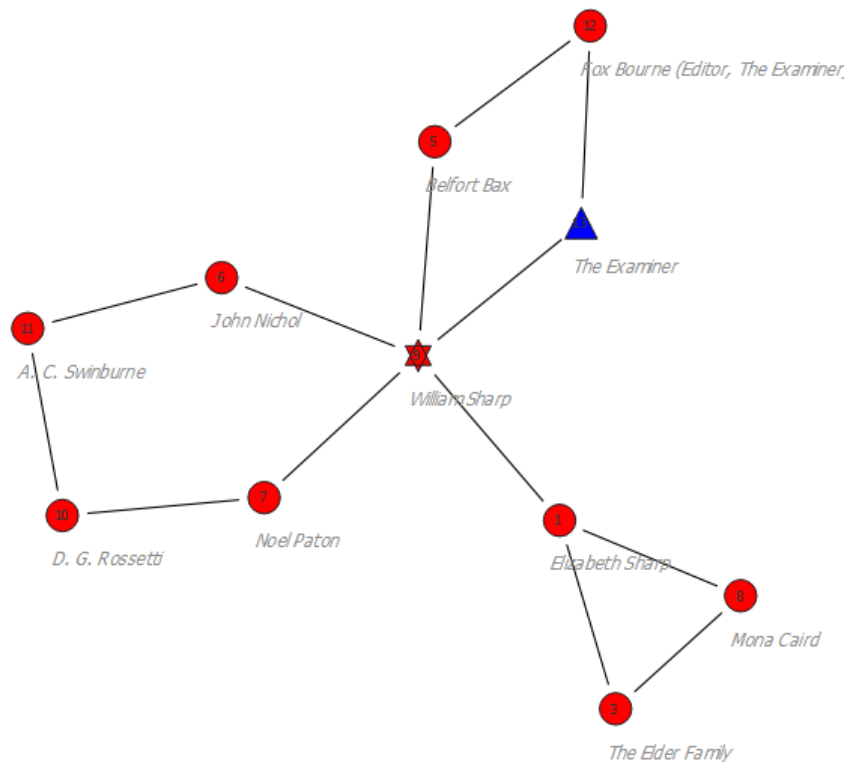 12
Fox Bourne (Editor, The Examiner)
5
Belfort Bax
13
The Examiner
6
John Nichol
11
A. C. Swinburne
9
William Sharp
7
Noel Paton
10
D. G. Rossetti
1
Elizabeth Sharp
8
Mona Caird
3
The Elder Family